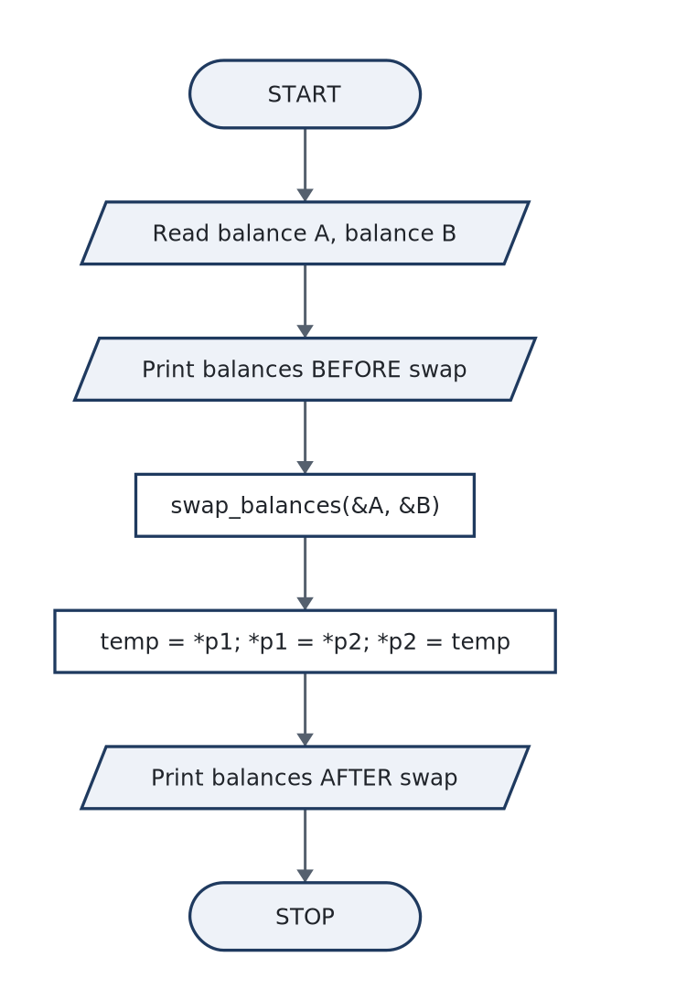 START
Read balance A, balance B
Print balances BEFORE swap
swap_balances(&A, &B)
temp = *p1; *p1 = *p2; *p2 = temp
Print balances AFTER swap
STOP